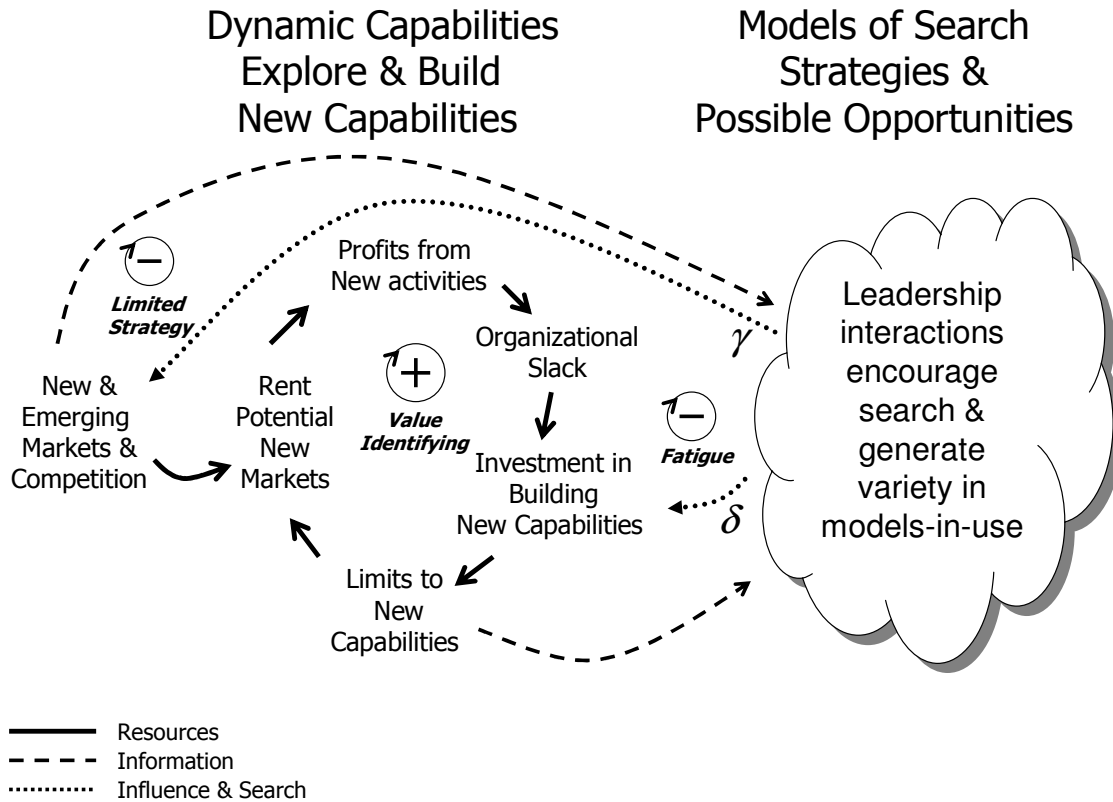 Dynamic Capabilities
Explore & Build
New Capabilities
Models of Search
Strategies &
Possible Opportunities
−
Limited
Strategy
Profits from
New activities
Organizational
Slack
γ
New &
Emerging
Markets &
Competition
Rent
Potential
New
Markets
+
Value
Identifying
−
Fatigue
Investment in
Building
New Capabilities
δ
Limits to
New
Capabilities
Leadership
interactions
encourage
search &
generate
variety in
models-in-use
Resources
Information
Influence & Search